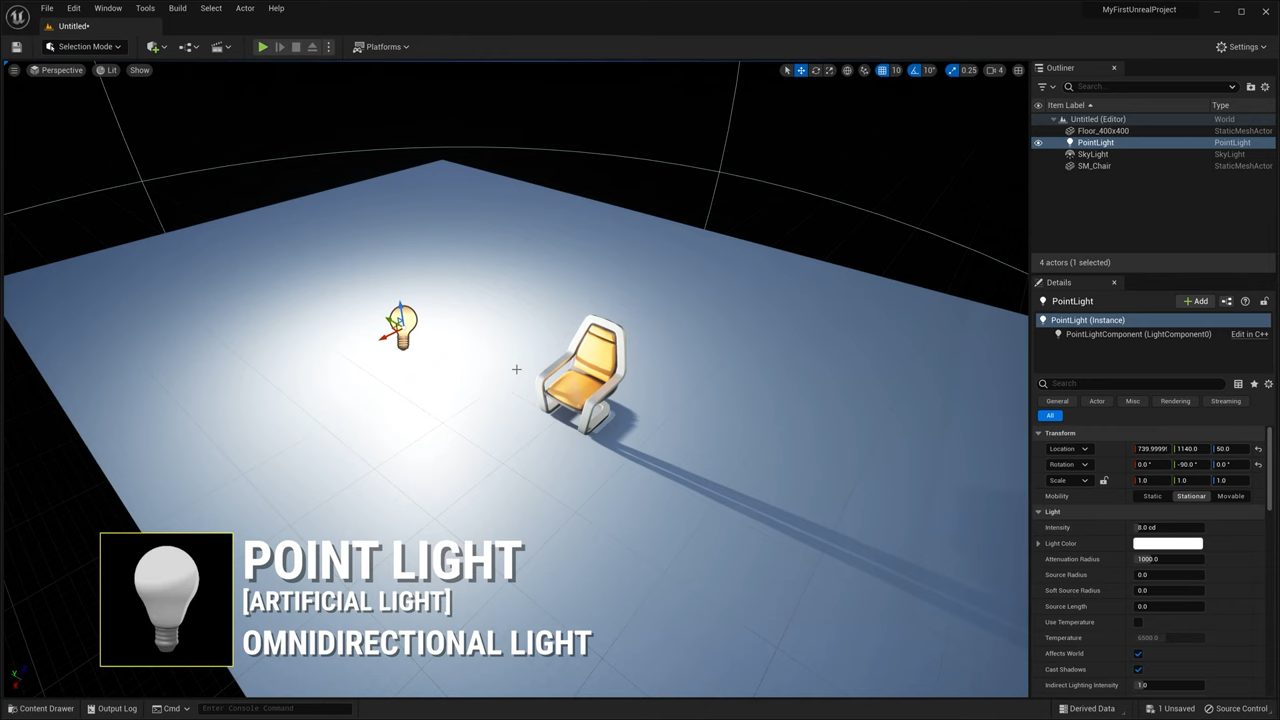 File Edit Window Tools Build Select Actor Help
MyFirstUnrealProject
Untitled*
Selection Mode
Platforms
Settings
Perspective Lit Show
10 10° 0.25 4
Outliner
Search...
Item Label Type
Untitled (Editor) World
Floor_400x400 StaticMeshActor
PointLight PointLight
SkyLight SkyLight
SM_Chair StaticMeshActor
4 actors (1 selected)
Details
PointLight
Add
PointLight (Instance)
PointLightComponent (LightComponent0) Edit in C++
Search
General Actor Misc Rendering Streaming
All
Transform
Location 739.9999 1140.0 50.0
Rotation 0.0 ° -90.0 ° 0.0 °
Scale 1.0 1.0 1.0
Mobility Static Stationar Movable
Light
Intensity 8.0 cd
Light Color
Attenuation Radius 1000.0
Source Radius 0.0
Soft Source Radius 0.0
Source Length 0.0
Use Temperature
Temperature 6500.0
Affects World
Cast Shadows
Indirect Lighting Intensity 1.0
POINT LIGHT
[ARTIFICIAL LIGHT]
OMNIDIRECTIONAL LIGHT
Content Drawer Output Log Cmd Enter Console Command
Derived Data 1 Unsaved Source Control